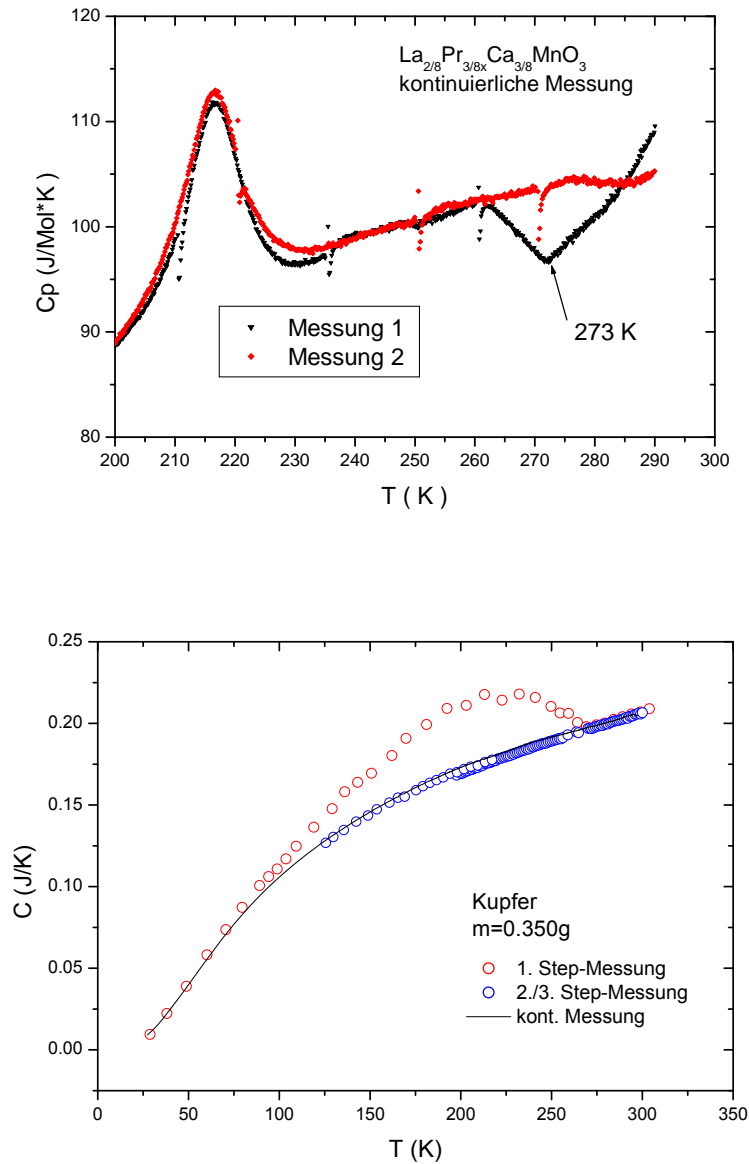 La2/8Pr3/8xCa3/8MnO3
kontinuierliche Messung
Cp (J/Mol*K)
120
110
100
90
80
Messung 1
Messung 2
273 K
200 210 220 230 240 250 260 270 280 290 300
T ( K )
C (J/K)
0.25
0.20
0.15
0.10
0.05
0.00
Kupfer
m=0.350g
1. Step-Messung
2./3. Step-Messung
kont. Messung
0 50 100 150 200 250 300 350
T (K)